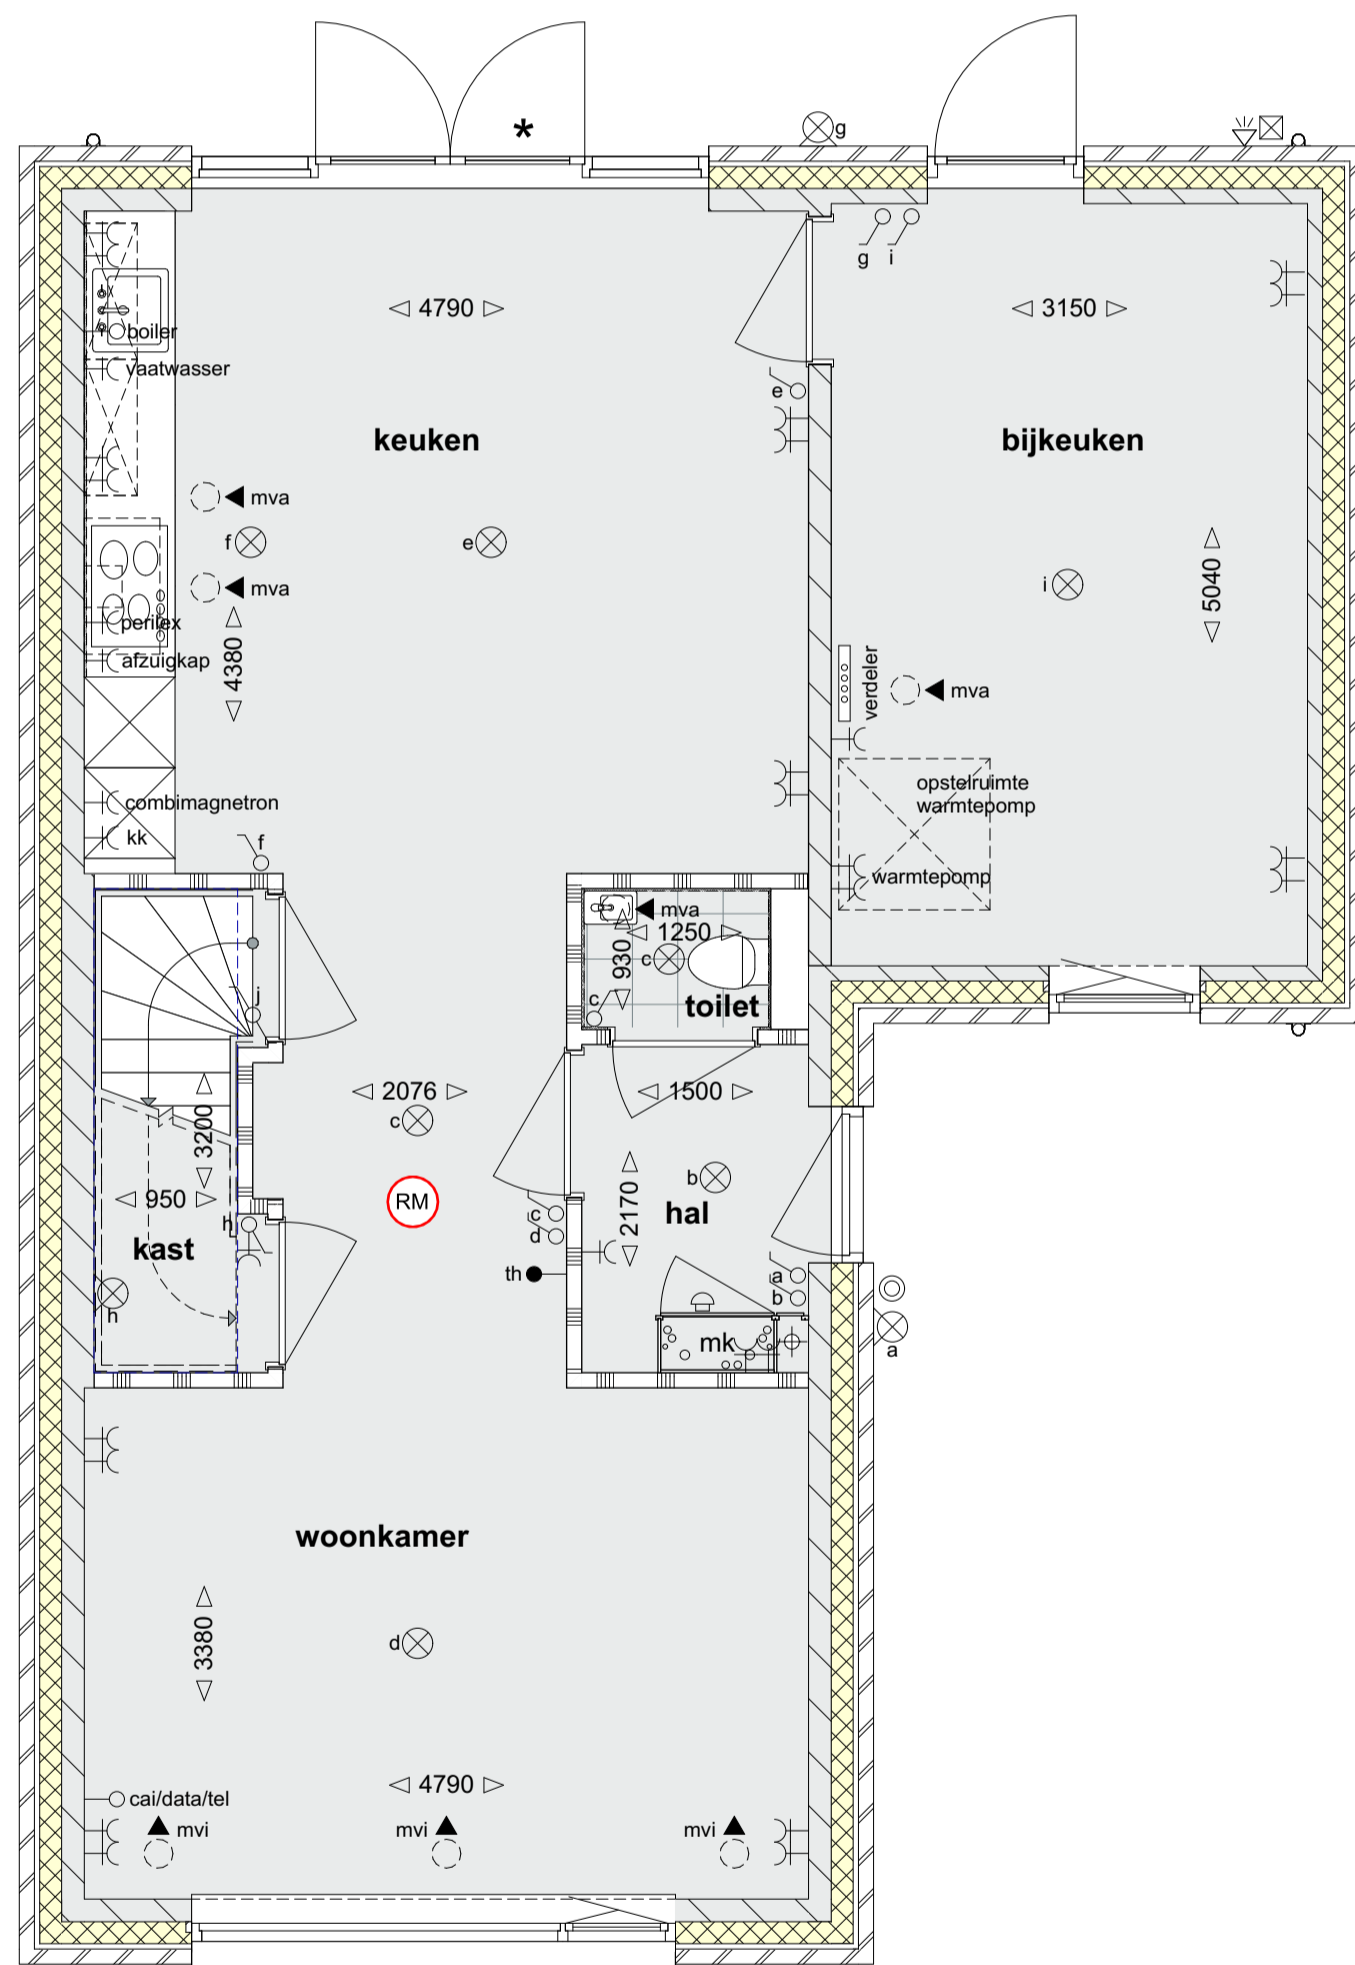 *
g
g i
4790
3150
boiler
vaatwasser
e
keuken
bijkeuken
mva
f
e
i
mva
5040
perilex
afzuigkap
4380
verdeler
mva
opstelruimte
warmtepomp
combimagnetron
kk
f
warmtepomp
mva
1250
930
c
c
toilet
j
2076
1500
c
3200
950
RM
b
h
c
d
2170
hal
kast
th
a
b
h
mk
a
woonkamer
3380
d
4790
cai/data/tel
mvi
mvi
mvi